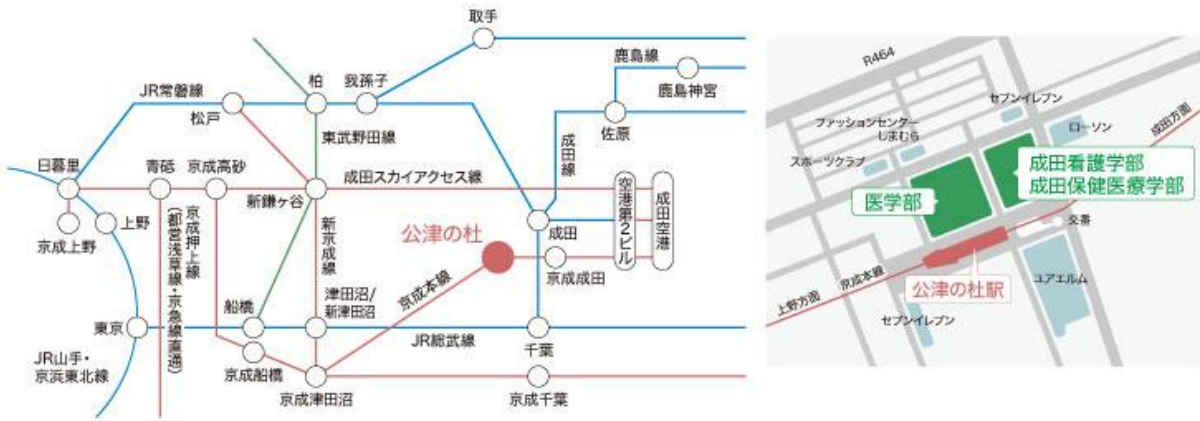 取手
鹿島線
JR常磐線
柏
我孫子
鹿島神宮
松戸
東武野田線
佐原
成田線
日暮里
青砥
京成高砂
新鎌ヶ谷
成田スカイアクセス線
空港第2ビル
成田空港
京成上野
上野
京成押上線
(都営浅草線・京急線直通)
新京成線
公津の杜
成田
京成成田
京成本線
東京
船橋
津田沼/
新津田沼
JR総武線
千葉
JR山手・
京浜東北線
京成船橋
京成津田沼
京成千葉
R464
セブンイレブン
ファッションセンター
しまむら
ローソン
成田方面
スポーツクラブ
成田看護学部
成田保健医療学部
医学部
交番
京成本線
上野方面
公津の杜駅
ユアエルム
セブンイレブン